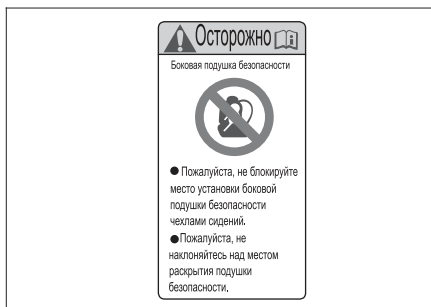 Осторожно
Боковая подушка безопасности
● Пожалуйста, не блокируйте
место установки боковой
подушки безопасности
чехлами сидений.
●Пожалуйста, не
наклоняйтесь над местом
раскрытия подушки
безопасности.